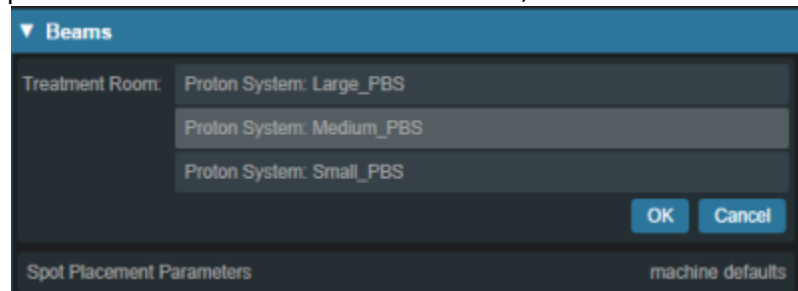 ▼ Beams
Treatment Room: Proton System: Large_PBS
Proton System: Medium_PBS
Proton System: Small_PBS
OK Cancel
Spot Placement Parameters machine defaults